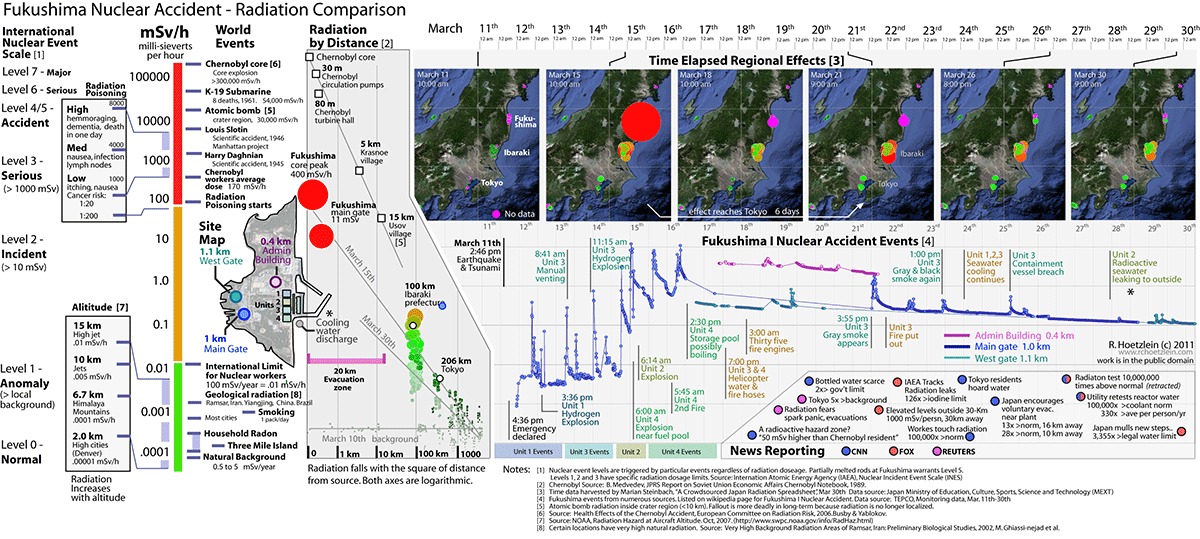 Fukushima Nuclear Accident - Radiation Comparison
International
Nuclear Event
Scale [1]
Level 7 - Major
Level 6 - Serious
Level 4/5 -
Accident
Level 3 -
Serious
(> 1000 mSv)
Level 2 -
Incident
(> 10 mSv)
Level 1 -
Anomaly
(> local
background)
Level 0 -
Normal
Radiation
Poisoning
8000
High
hemmoraging,
dementia, death
in one day
4000
Med
nausea, infection
lymph nodes
1000
Low
itching, nausea
Cancer risk:
1:20
1:200
Altitude [7]
15 km
High jet
.01 mSv/h
10 km
Jets
.005 mSv/h
6.7 km
Himalaya
Mountains
.0001 mSv/h
2.0 km
High cities
(Denver)
.00001 mSv/h
Radiation
Increases
with altitude
mSv/h
milli-sieverts
per hour
100000
10000
1000
100
10
1.0
0.1
0.01
0.001
.0001
World
Events
Chernobyl core [6]
Core explosion
>300,000 mSv/h
K-19 Submarine
8 deaths, 1961. 54,000 mSv/h
Atomic bomb [5]
crater region, 30,000 mSv/h
Louis Slotin
Scientific accident, 1946
Manhattan project
Harry Daghnian
Scientific accident, 1945
Chernobyl
workers average
dose 170 mSv/h
Radiation
Poisoning starts
Site
Map
1.1 km
West Gate
0.4 km
Admin
Building
Units
1
2
3
4
1 km
Main Gate
*
Cooling
water
discharge
International Limit
for Nuclear workers
100 mSv/year = .01 mSv/h
Geological radiation [8]
Ramsar, Iran, Yiangjing, China, Brazil
Smoking
1 pack/day
Most cities
Household Radon
Three Mile Island
Natural Background
0.5 to 5 mSv/year
Radiation
by Distance [2]
Chernobyl core
30 m
Chernobyl
circulation pumps
80 m
Chernobyl
turbine hall
5 km
Krasnoe
village
Fukushima
core peak
400 mSv/h
Fukushima
main gate
11 mSv
15 km
Usov
village
[5]
March 15th
March 30th
100 km
Ibaraki
prefecture
206 km
Tokyo
20 km
Evacuation
zone
March 10th background
0 1 km 10 km 100 km 1000 km
Radiation falls with the square of distance
from source. Both axes are logarithmic.
March 11th 12th 13th 14th 15th 16th 17th 18th 19th 20th 21st 22nd 23rd 24th 25th 26th 27th 28th 29th 30th
Time Elapsed Regional Effects [3]
March 11
10:00 am
Fuku-
shima
Ibaraki
Tokyo
No data
March 15
10:00 am
March 18
10:00 am
effect reaches Tokyo 6 days
March 21
9:00 am
Ibaraki
Tokyo
March 26
8:00 am
March 30
9:00 am
Fukushima I Nuclear Accident Events [4]
March 11th
2:46 pm
Earthquake
& Tsunami
8:41 am
Unit 3
Manual
venting
11:15 am
Unit 3
Hydrogen
Explosion
1:00 pm
Unit 3
Gray & black
smoke again
Unit 1,2,3
Seawater
cooling
continues
Unit 3
Containment
vessel breach
Unit 2
Radioactive
seawater
leaking to outside
*
2:30 pm
Unit 4
Storage pool
possibly
boiling
3:00 am
Thirty five
fire engines
3:55 pm
Unit 3
Gray smoke
appears
Unit 3
Fire put
out
6:14 am
Unit 2
Explosion
7:00 pm
Unit 3 & 4
Helicopter
water &
fire hoses
5:45 am
Unit 4
2nd Fire
3:36 pm
Unit 1
Hydrogen
Explosion
6:00 am
Unit 4
Explosion
near fuel pool
4:36 pm
Emergency
declared
Unit 1 Events
Unit 3 Events
Unit 2
Unit 4 Events
Admin Building 0.4 km
Main gate 1.0 km
West gate 1.1 km
R. Hoetzlein (c) 2011
www.rchoetzlein.com
work is in the public domain
Bottled water scare
2x> gov't limit
IAEA Tracks
Radiation leaks
126x >iodine limit
Tokyo residents
hoard water
Radiation test 10,000,000
times above normal (retracted)
Tokyo 5x >background
Radiation fears
spark panic, evacuations
Elevated levels outside 30-Km
1000 mSv/person, 30km away
Japan encourages
voluntary evac.
near plant
13x >norm, 16 km away
28x > norm, 10 km away
Utility retests reactor water
100,000x >coolant norm
330x >ave per person/yr
A radiation hazard zone?
"50 mSv higher than Chernobyl resident"
Workes touch radiation
100,000x >norm
Japan mulls new steps..
3,355x >legal water limit
News Reporting
CNN
FOX
REUTERS
Notes:
[1] Nuclear event levels are triggered by particular events regardless of radiation doseage. Partially melted rods at Fukushima warrants Level 5.
Levels 1, 2 and 3 have specific radiation dosage limits. Source: Internation Atomic Energy Agency (IAEA), Nuclear Incident Event Scale (INES)
[2] Chernobyl Source: B. Medvedev, JPRS Report on Soviet Union Economic Affairs Chernobyl Notebook, 1989.
[3] Time data harvested by Marian Steinbach, "A Crowdsourced Japan Radiation Spreadsheet", Mar 30th Data source: Japan Ministry of Education, Culture, Sports, Science and Technology (MEXT)
[4] Fukushima events from numerous sources. Listed on wikipedia page for Fukushima I Nuclear Accident. Data source: TEPCO, Monitoring data, Mar. 11th-30th
[5] Atomic bomb radiation inside crater region (<10 km). Fallout is more deadly in long-term because radiation is no longer localized.
[6] Source: Health Effects of the Chernobyl Accident, European Committee on Radiation Risk, 2006. Busby & Yablokov.
[7] Source: NOAA, Radiation Hazard at Aircraft Altitude. Oct, 2007. (http://www.swpc.noaa.gov/info/RadHaz.html)
[8] Certain locations have very high natural radiation. Source: Very High Background Radiation Areas of Ramsar, Iran: Preliminary Biological Studies, 2002, M. Ghiassi-nejad et al.